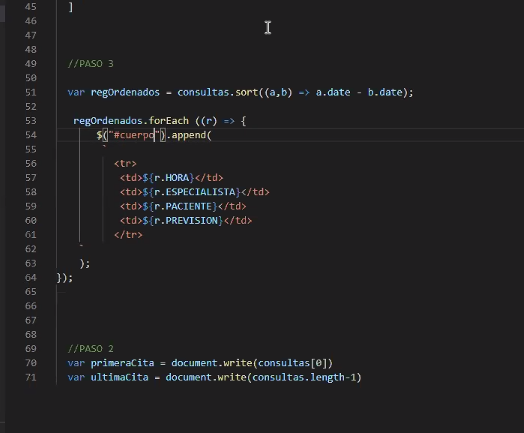 45 ]
46
47
48
49 //PASO 3
50
51 var regOrdenados = consultas.sort((a,b) => a.date - b.date);
52
53 regOrdenados.forEach ((r) => {
54 $("#cuerpo").append(
55 `
56 <tr>
57 <td>${r.HORA}</td>
58 <td>${r.ESPECIALISTA}</td>
59 <td>${r.PACIENTE}</td>
60 <td>${r.PREVISION}</td>
61 </tr>
62 `
63 );
64 });
65
66
67
68
69 //PASO 2
70 var primeraCita = document.write(consultas[0])
71 var ultimaCita = document.write(consultas.length-1)